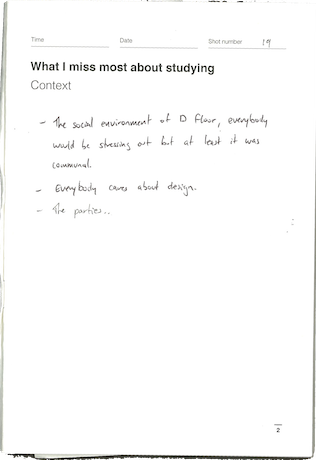 Time Date Shot number 19
What I miss most about studying
Context
- The social environment of D Floor, everybody
would be stressing out but at least it was
communal.
- Everybody cares about design.
- The parties..
2